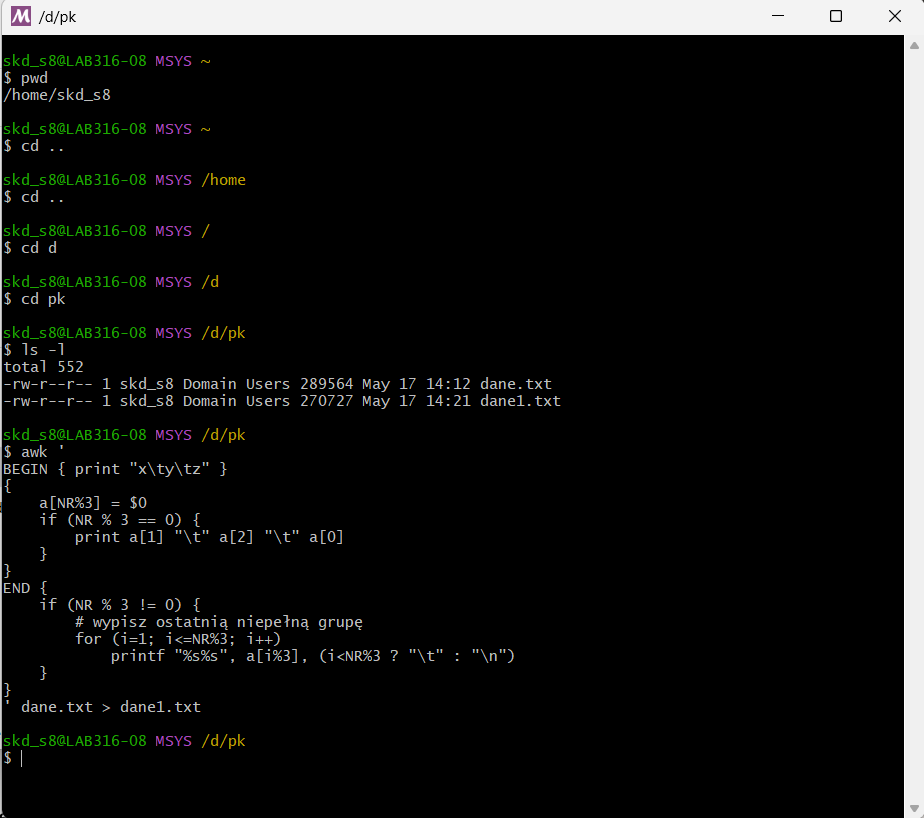 /d/pk
skd_s8@LAB316-08 MSYS ~
$ pwd
/home/skd_s8
skd_s8@LAB316-08 MSYS ~
$ cd ..
skd_s8@LAB316-08 MSYS /home
$ cd ..
skd_s8@LAB316-08 MSYS /
$ cd d
skd_s8@LAB316-08 MSYS /d
$ cd pk
skd_s8@LAB316-08 MSYS /d/pk
$ ls -l
total 552
-rw-r--r-- 1 skd_s8 Domain Users 289564 May 17 14:12 dane.txt
-rw-r--r-- 1 skd_s8 Domain Users 270727 May 17 14:21 dane1.txt
skd_s8@LAB316-08 MSYS /d/pk
$ awk '
BEGIN { print "x\ty\tz" }
{
    a[NR%3] = $0
    if (NR % 3 == 0) {
        print a[1] "\t" a[2] "\t" a[0]
    }
}
END {
    if (NR % 3 != 0) {
        # wypisz ostatnią niepełną grupę
        for (i=1; i<=NR%3; i++)
            printf "%s%s", a[i%3], (i<NR%3 ? "\t" : "\n")
    }
}
' dane.txt > dane1.txt
skd_s8@LAB316-08 MSYS /d/pk
$